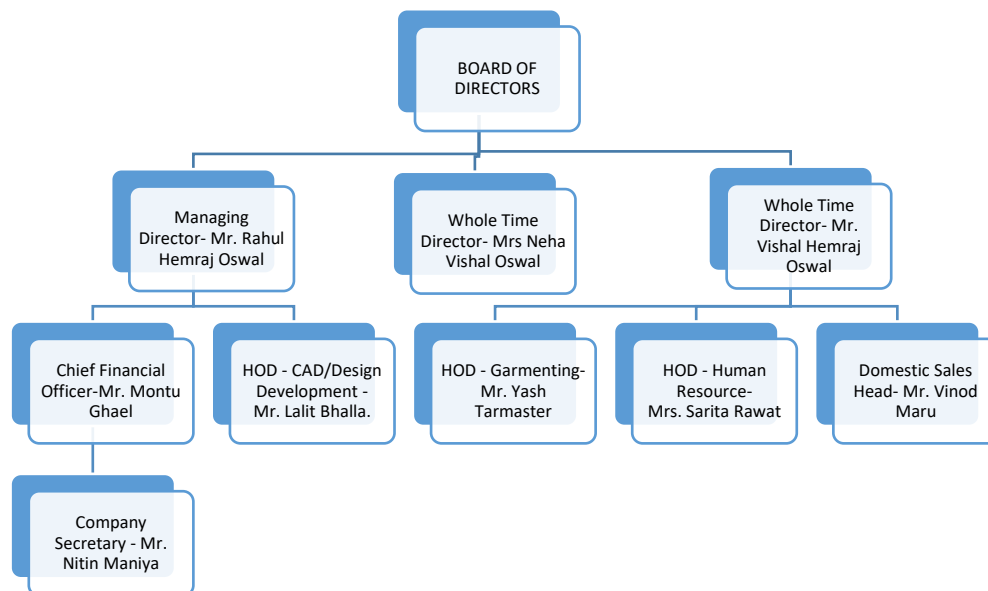 BOARD OF
DIRECTORS
Managing
Director- Mr. Rahul
Hemraj Oswal
Whole Time
Director- Mrs Neha
Vishal Oswal
Whole Time
Director- Mr.
Vishal Hemraj
Oswal
Chief Financial
Officer-Mr. Montu
Ghael
HOD - CAD/Design
Development -
Mr. Lalit Bhalla.
HOD - Garmenting-
Mr. Yash
Tarmaster
HOD - Human
Resource-
Mrs. Sarita Rawat
Domestic Sales
Head- Mr. Vinod
Maru
Company
Secretary - Mr.
Nitin Maniya